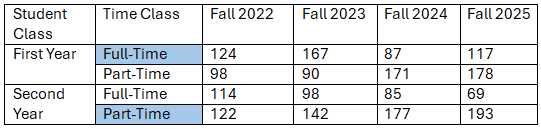 Student Class Time Class Fall 2022 Fall 2023 Fall 2024 Fall 2025
First Year Full-Time 124 167 87 117
Part-Time 98 90 171 178
Second Year Full-Time 114 98 85 69
Part-Time 122 142 177 193